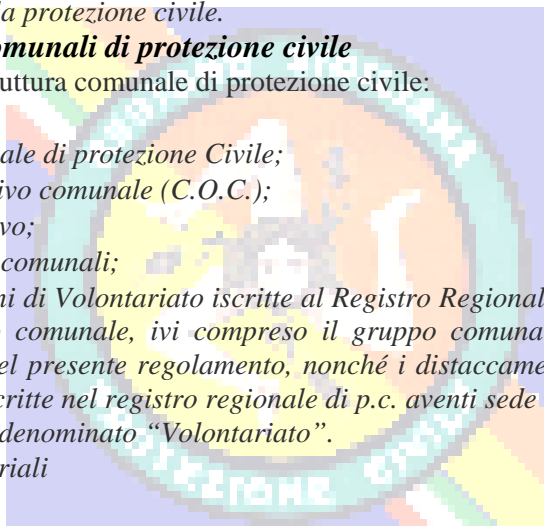 la protezione civile.
omunali di protezione civile
uttura comunale di protezione civile:
ale di protezione Civile;
ivo comunale (C.O.C.);
vo;
comunali;
ni di Volontariato iscritte al Registro Regional
comunale, ivi compreso il gruppo comuna
el presente regolamento, nonché i distaccame
critte nel registro regionale di p.c. aventi sede
denominato “Volontariato”.
riali